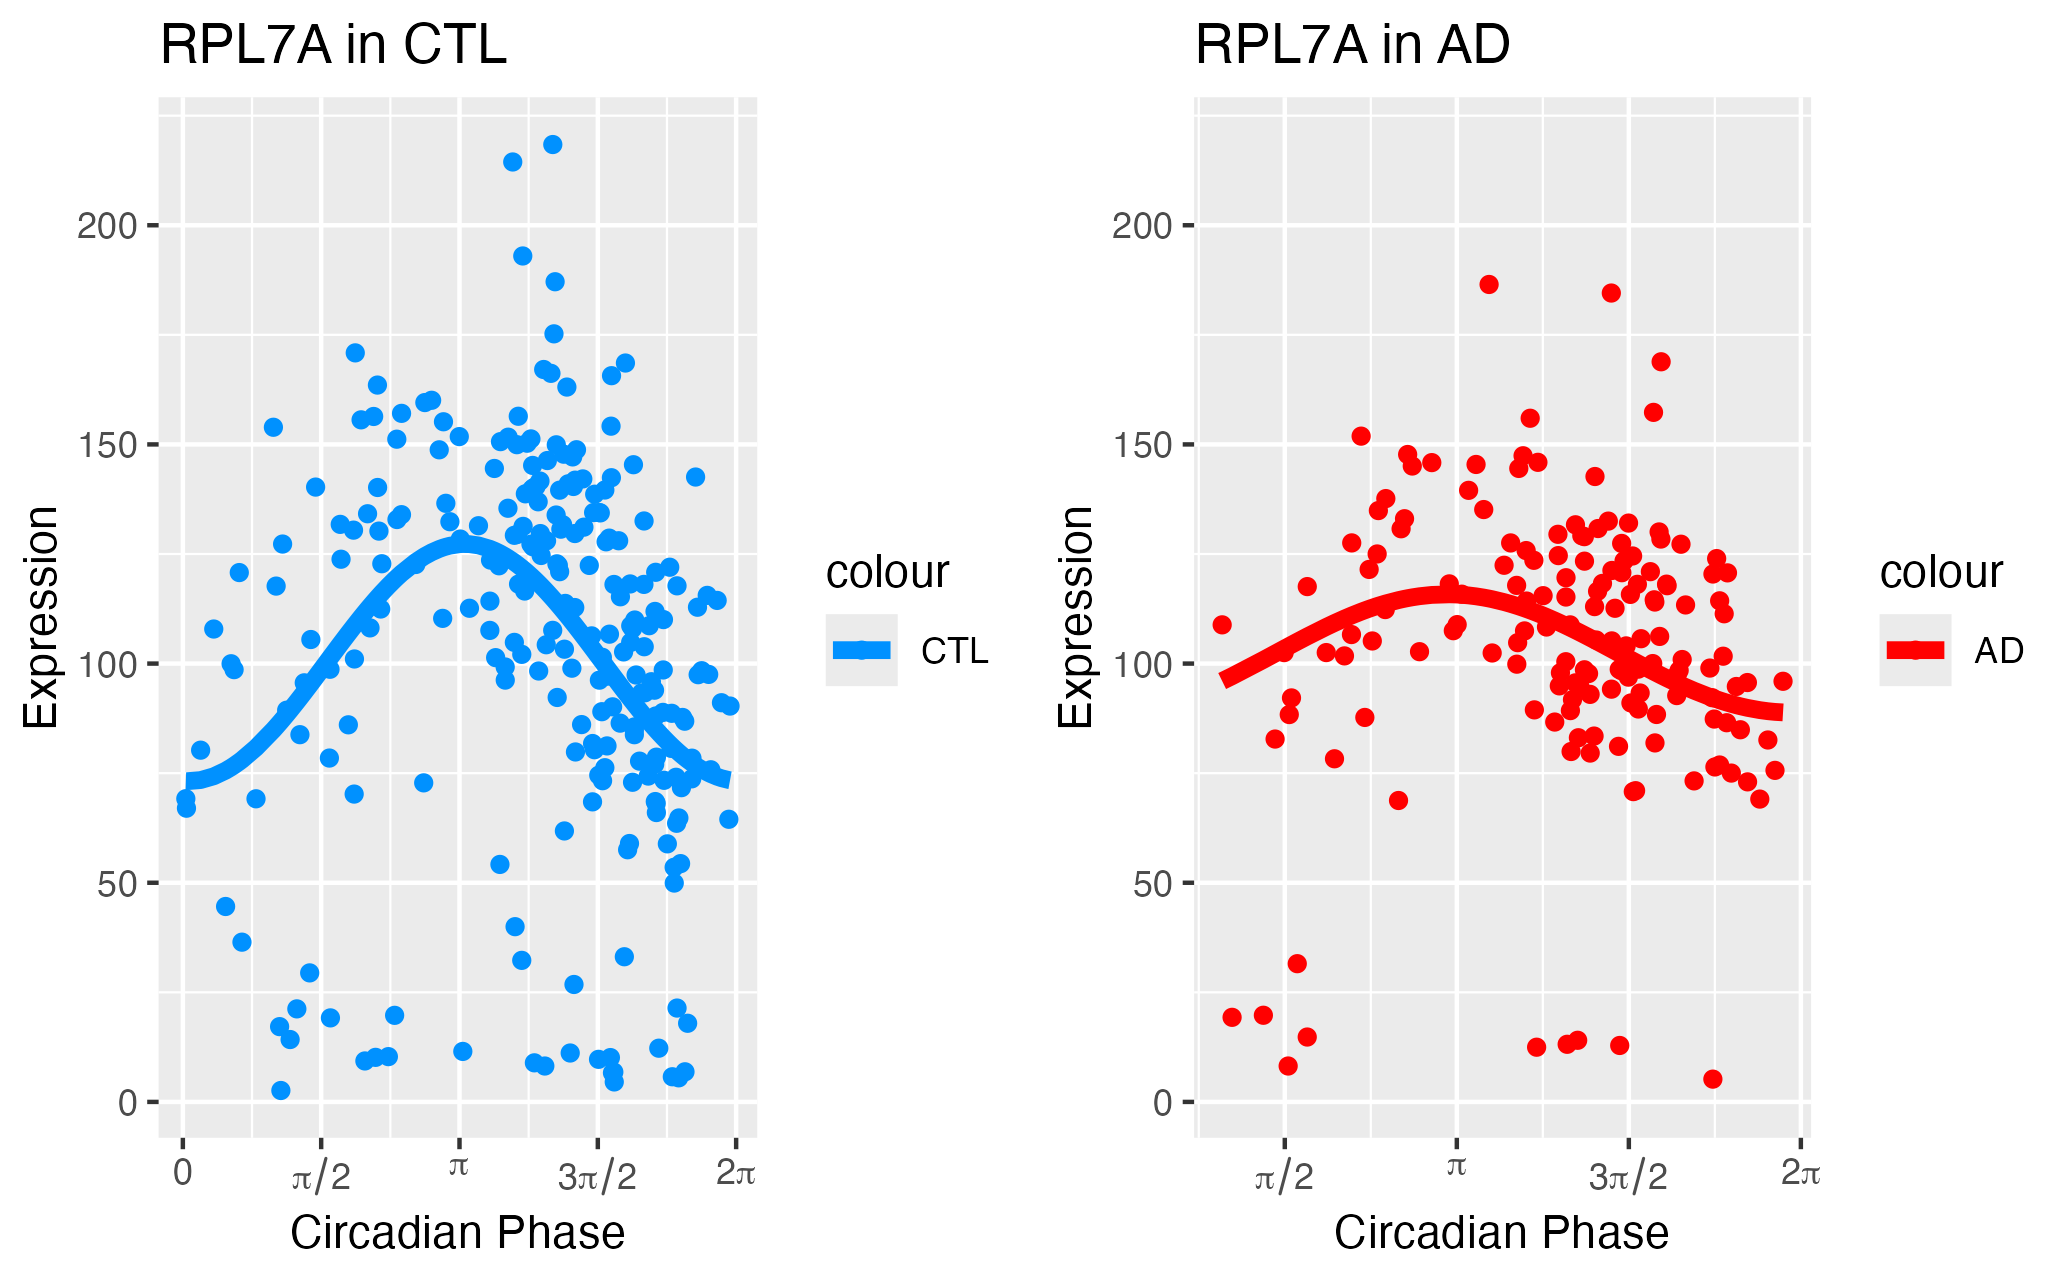 RPL7A in CTL
Expression
200
150
100
50
0
0 π/2 π 3π/2 2π
Circadian Phase
colour
CTL
RPL7A in AD
Expression
200
150
100
50
0
π/2 π 3π/2 2π
Circadian Phase
colour
AD